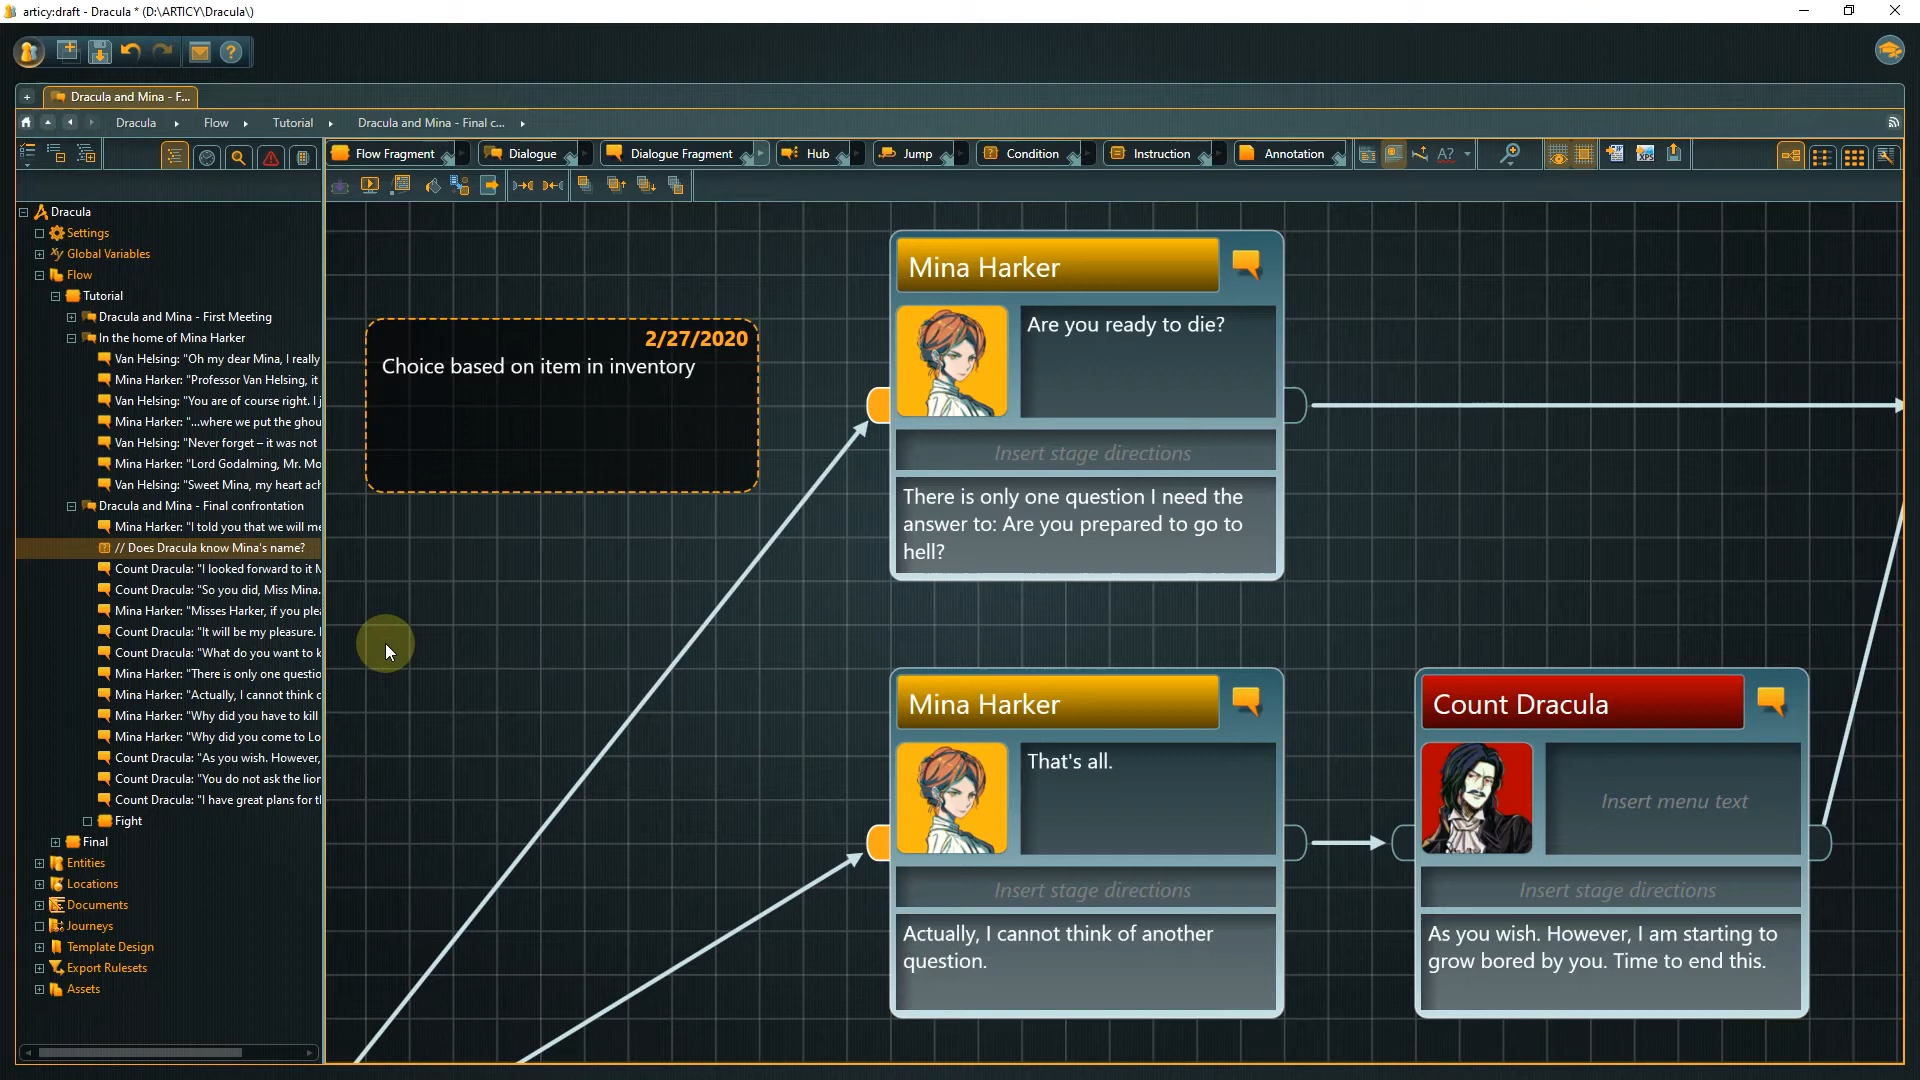 articy:draft - Dracula * (D:\ARTICY\Dracula\)
Dracula and Mina - F...
Dracula
Flow
Tutorial
Dracula and Mina - Final c...
Flow Fragment
Dialogue
Dialogue Fragment
Hub
Jump
Condition
Instruction
Annotation
Dracula
Settings
Global Variables
Flow
Tutorial
Dracula and Mina - First Meeting
In the home of Mina Harker
Van Helsing: "Oh my dear Mina, I really
Mina Harker: "Professor Van Helsing, it
Van Helsing: "You are of course right. I j
Mina Harker: "...where we put the ghou
Van Helsing: "Never forget – it was not
Mina Harker: "Lord Godalming, Mr. Mo
Van Helsing: "Sweet Mina, my heart ach
Dracula and Mina - Final confrontation
Mina Harker: "I told you that we will me
// Does Dracula know Mina's name?
Count Dracula: "I looked forward to it M
Count Dracula: "So you did, Miss Mina.
Mina Harker: "Misses Harker, if you plea
Count Dracula: "It will be my pleasure. I
Count Dracula: "What do you want to k
Mina Harker: "There is only one questio
Mina Harker: "Actually, I cannot think o
Mina Harker: "Why did you have to kill
Mina Harker: "Why did you come to Lo
Count Dracula: "As you wish. However,
Count Dracula: "You do not ask the lion
Count Dracula: "I have great plans for th
Fight
Final
Entities
Locations
Documents
Journeys
Template Design
Export Rulesets
Assets
2/27/2020
Choice based on item in inventory
Mina Harker
Are you ready to die?
Insert stage directions
There is only one question I need the
answer to: Are you prepared to go to
hell?
Mina Harker
That's all.
Insert stage directions
Actually, I cannot think of another
question.
Count Dracula
Insert menu text
Insert stage directions
As you wish. However, I am starting to
grow bored by you. Time to end this.